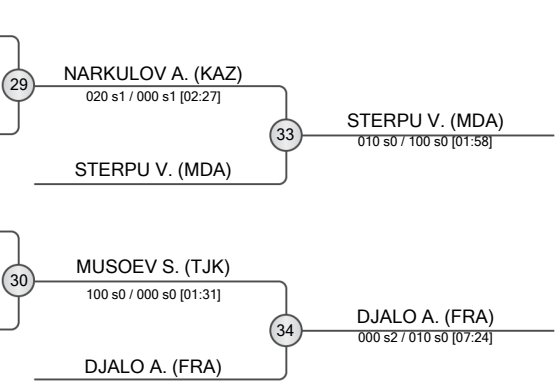 29
NARKULOV A. (KAZ)
020 s1 / 000 s1 [02:27]
33
STERPU V. (MDA)
010 s0 / 100 s0 [01:58]
STERPU V. (MDA)
30
MUSOEV S. (TJK)
100 s0 / 000 s0 [01:31]
34
DJALO A. (FRA)
000 s2 / 010 s0 [07:24]
DJALO A. (FRA)